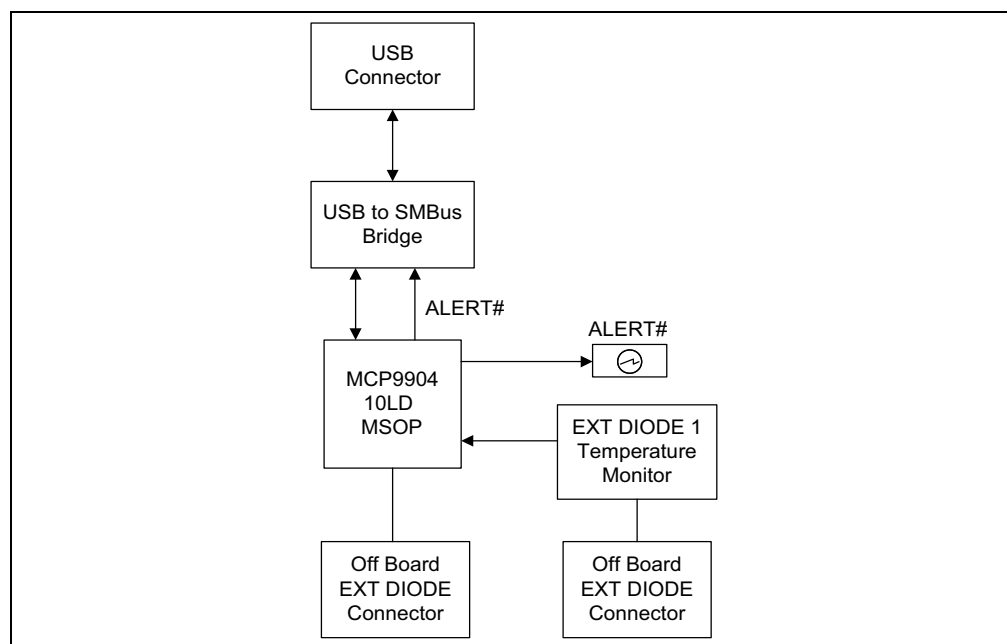 USB
Connector
USB to SMBus
Bridge
ALERT#
ALERT#
MCP9904
10LD
MSOP
EXT DIODE 1
Temperature
Monitor
Off Board
EXT DIODE
Connector
Off Board
EXT DIODE
Connector